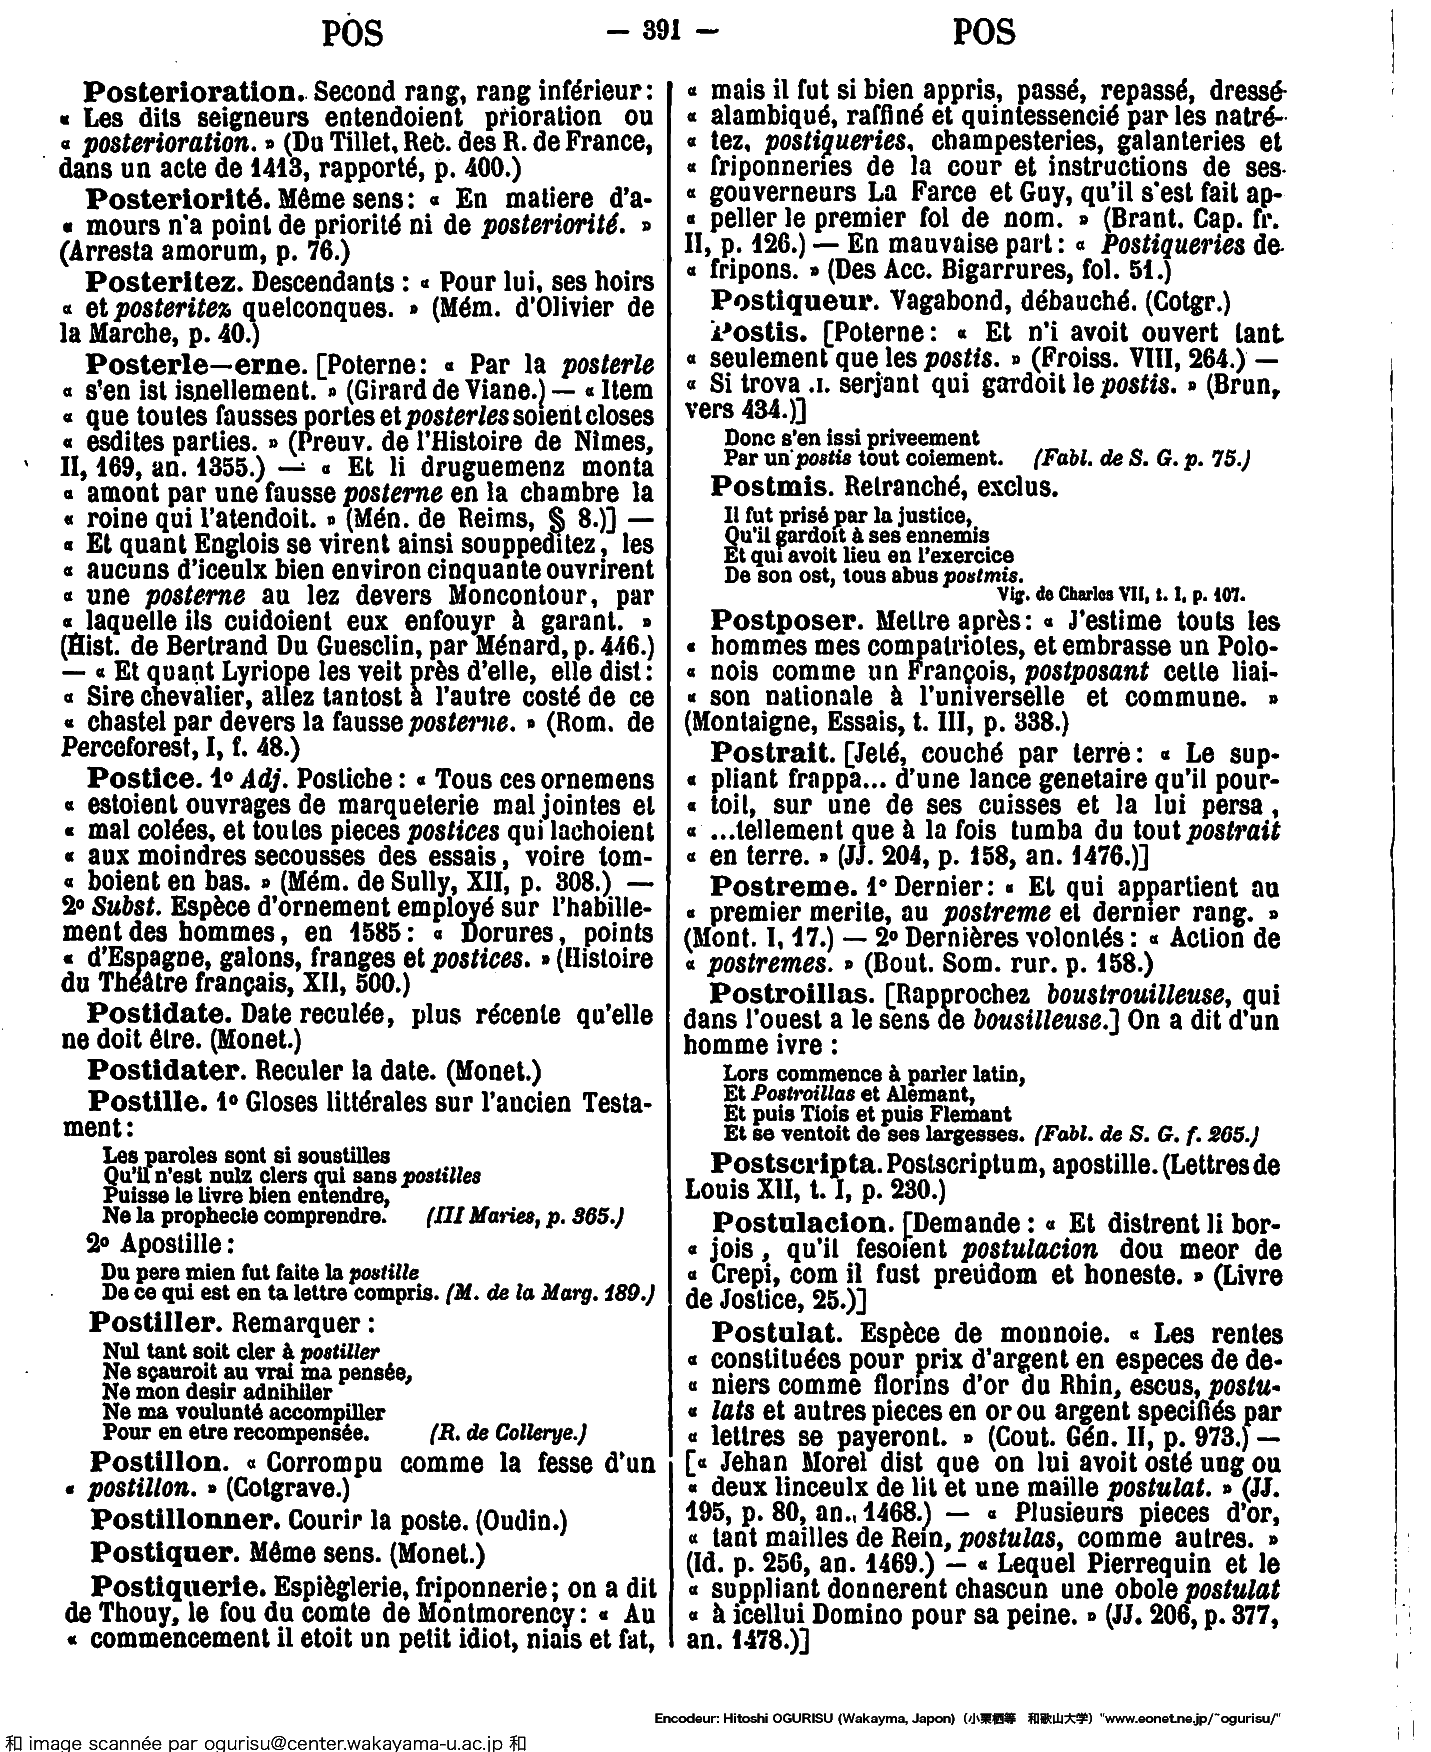 POS
— 391 —
POS
Posterioration. Second rang, rang inférieur :
« Les dits seigneurs entendoient prioration ou
« posterioration. » (Du Tillet, Rec. des R. de France,
dans un acte de 1413, rapporté, p. 400.)
Posteriorité. Même sens : « En matiere d'a-
« mours n'a point de priorité ni de posteriorité. »
(Arresta amorum, p. 76.)
Posteritez. Descendants : « Pour lui, ses hoirs
« et posteritez quelconques. » (Mém. d'Olivier de
la Marche, p. 40.)
Posterle—erne. [Poterne : « Par la posterle
« s'en ist isnellement. » (Girard de Viane.) — « Item
« que toutes fausses portes et posterles soient closes
« esdites parties. » (Preuv. de l'Histoire de Nîmes,
II, 169, an. 1355.) — « Et li druguemenz monta
« amont par une fausse posterne en la chambre la
« roine qui l'atendoit. » (Mén. de Reims, § 8.)] —
« Et quant Englois se virent ainsi souppeditez, les
« aucuns d'iceulx bien environ cinquante ouvrirent
« une posterne au lez devers Moncontour, par
« laquelle ils cuidoient eux enfouyr à garant. »
(Hist. de Bertrand Du Guesclin, par Ménard, p. 446.)
— « Et quant Lyriope les veit près d'elle, elle dist :
« Sire chevalier, allez tantost à l'autre costé de ce
« chastel par devers la fausse posterne. » (Rom. de
Perceforest, I, f. 48.)
Postice. 1º Adj. Postiche : « Tous ces ornemens
« estoient ouvrages de marqueterie mal jointes et
« mal colées, et toutes pieces postices qui lachoient
« aux moindres secousses des essais, voire tom-
« boient en bas. » (Mém. de Sully, XII, p. 308.) —
2º Subst. Espèce d'ornement employé sur l'habille-
ment des hommes, en 1585 : « Dorures, points
« d'Espagne, galons, franges et postices. » (Histoire
du Théâtre français, XII, 500.)
Postidate. Date reculée, plus récente qu'elle
ne doit être. (Monet.)
Postidater. Reculer la date. (Monet.)
Postille. 1º Gloses littérales sur l'ancien Testa-
ment :
Les paroles sont si soustilles
Qu'il n'est nulz clers qui sans postilles
Puisse le livre bien entendre,
Ne la prophecie comprendre. (III Maries, p. 365.)
2º Apostille :
Du pere mien fut faite la postille
De ce qui est en ta lettre compris. (M. de la Marg. 189.)
Postiller. Remarquer :
Nul tant soit cler à postiller
Ne sçauroit au vrai ma pensée,
Ne mon desir adnihiler
Ne ma voulunté accompiller
Pour en etre recompensée. (R. de Collerye.)
Postillon. « Corrompu comme la fesse d'un
« postillon. » (Cotgrave.)
Postillonner. Courir la poste. (Oudin.)
Postiquer. Même sens. (Monet.)
Postiquerie. Espièglerie, friponnerie ; on a dit
de Thouy, le fou du comte de Montmorency : « Au
« commencement il etoit un petit idiot, niais et fat,
« mais il fut si bien appris, passé, repassé, dressé
« alambiqué, raffiné et quintessencié par les natré-
« tez, postiqueries, champesteries, galanteries et
« friponneries de la cour et instructions de ses
« gouverneurs La Farce et Guy, qu'il s'est fait ap-
« peller le premier fol de nom. » (Brant. Cap. fr.
II, p. 126.) — En mauvaise part : « Postiqueries de
« fripons. » (Des Acc. Bigarrures, fol. 51.)
Postiqueur. Vagabond, débauché. (Cotgr.)
Postis. [Poterne : « Et n'i avoit ouvert tant
« seulement que les postis. » (Froiss. VIII, 264.) —
« Si trova .I. serjant qui gardoit le postis. » (Brun,
vers 434.)]
Donc s'en issi priveement
Par un postis tout coiement. (Fabl. de S. G. p. 75.)
Postmis. Retranché, exclus.
Il fut prisé par la justice,
Qu'il gardoit à ses ennemis
Et qui avoit lieu en l'exercice
De son ost, tous abus postmis.
Vig. de Charles VII, t. I, p. 107.
Postposer. Mettre après : « J'estime touts les
« hommes mes compatriotes, et embrasse un Polo-
« nois comme un François, postposant cette liai-
« son nationale à l'universelle et commune. »
(Montaigne, Essais, t. III, p. 338.)
Postrait. [Jeté, couché par terre : « Le sup-
« pliant frappa... d'une lance genetaire qu'il pour-
« toit, sur une de ses cuisses et la lui persa,
« ...tellement que à la fois tumba du tout postrait
« en terre. » (JJ. 204, p. 158, an. 1476.)]
Postreme. 1º Dernier : « Et qui appartient au
« premier merite, au postreme et dernier rang. »
(Mont. I, 17.) — 2º Dernières volontés : « Action de
« postremes. » (Bout. Som. rur. p. 158.)
Postroillas. [Rapprochez boustrouilleuse, qui
dans l'ouest a le sens de bousilleuse.] On a dit d'un
homme ivre :
Lors commence à parler latin,
Et Postroillas et Alemant,
Et puis Tiois et puis Flemant
Et se ventoit de ses largesses. (Fabl. de S. G. f. 265.)
Postscripta. Postscriptum, apostille. (Lettres de
Louis XII, t. I, p. 230.)
Postulacion. [Demande : « Et distrent li bor-
« jois, qu'il fesoient postulacion dou meor de
« Crepi, com il fust preudom et honeste. » (Livre
de Jostice, 25.)]
Postulat. Espèce de monnoie. « Les rentes
« constituées pour prix d'argent en especes de de-
« niers comme florins d'or du Rhin, escus, postu-
« lats et autres pieces en or ou argent specifiés par
« lettres se payeront. » (Cout. Gén. II, p. 973.) —
[« Jehan Morel dist que on lui avoit osté ung ou
« deux linceulx de lit et une maille postulat. » (JJ.
195, p. 80, an. 1468.) — « Plusieurs pieces d'or,
« tant mailles de Rein, postulas, comme autres. »
(Id. p. 256, an. 1469.) — « Lequel Pierrequin et le
« suppliant donnerent chascun une obole postulat
« à icellui Domino pour sa peine. » (JJ. 206, p. 377,
an. 1478.)]
Encodeur: Hitoshi OGURISU (Wakayma, Japon) (小栗栖等 和歌山大学) "www.eonet.ne.jp/~ogurisu/"
和 image scannée par ogurisu@center.wakayama-u.ac.jp 和